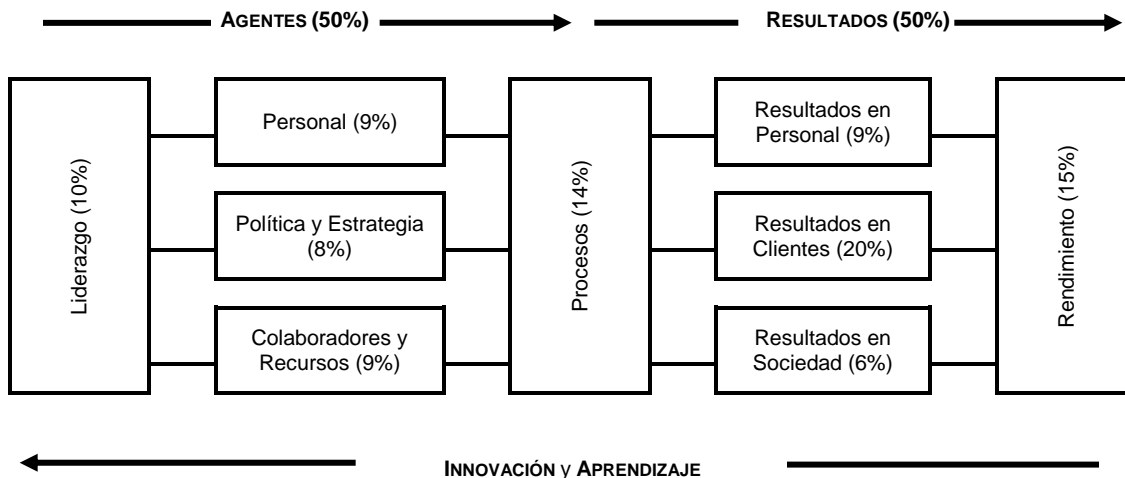 AGENTES (50%)
RESULTADOS (50%)
Liderazgo (10%)
Personal (9%)
Política y Estrategia
(8%)
Colaboradores y
Recursos (9%)
Procesos (14%)
Resultados en
Personal (9%)
Resultados en
Clientes (20%)
Resultados en
Sociedad (6%)
Rendimiento (15%)
INNOVACIÓN y APRENDIZAJE